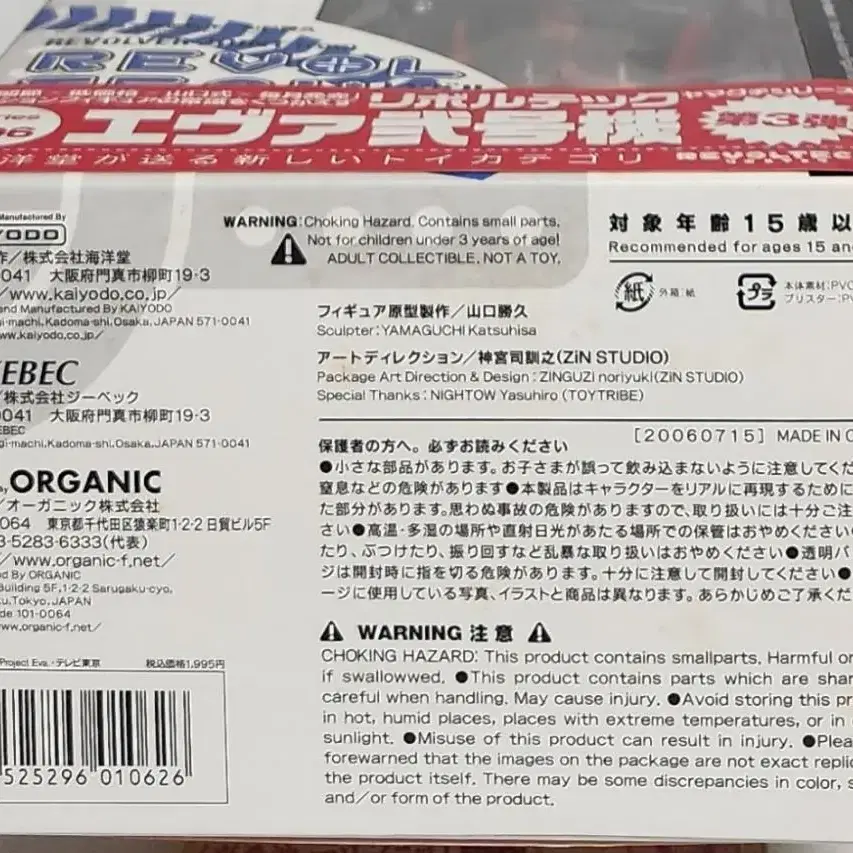 REVOLVER
REVOL
リボルテック
ヤマグチシリーズ
エヴァ弐号機
第3弾
洋堂が送る新しいトイカテゴリ
REVOLTEC
Manufactured By
YODO
作／株式会社海洋堂
0041 大阪府門真市柳町19-3
/www.kaiyodo.co.jp/
and Manufactured By KAIYODO
gi-machi,Kadoma-shi,Osaka,JAPAN 571-0041
ww.kaiyodo.co.jp/
EBEC
／株式会社ジーベック
0041 大阪府門真市柳町19-3
EBEC
gi-machi,Kadoma-shi,Osaka,JAPAN 571-0041
ORGANIC
／オーガニック株式会社
0064 東京都千代田区猿楽町1-2-2 日貿ビル5F
3-5283-6333(代表)
//www.organic-f.net/
ed By ORGANIC
Building 5F,1-2-2 Sarugaku-cyo,
ku,Tokyo,JAPAN
ode 101-0064
ww.organic-f.net/
Project Eva.・テレビ東京
税込価格1,995円
525296 010626
WARNING:Choking Hazard. Contains small parts.
Not for children under 3 years of age!
ADULT COLLECTIBLE, NOT A TOY.
対象年齢15歳以
Recommended for ages 15 and
紙 外箱:紙
プラ 本体素材:PVC
ブリスター:PV
フィギュア原型製作／山口勝久
Sculpter:YAMAGUCHI Katsuhisa
アートディレクション／神宮司訓之(ZiN STUDIO)
Package Art Direction & Design : ZINGUZI noriyuki(ZiN STUDIO)
Special Thanks : NIGHTOW Yasuhiro (TOYTRIBE)
[20060715] MADE IN C
保護者の方へ。必ずお読みください
●小さな部品があります。お子さまが誤って飲み込まないように注意してくだ
窒息などの危険があります●本製品はキャラクターをリアルに再現するために
た部分があります。思わぬ事故の危険がありますので、取り扱いには十分ご注
さい●高温・多湿の場所や直射日光があたる場所での保管はおやめください
たり、ぶつけたり、振り回すなど乱暴な取り扱いはおやめください●透明パ
ジは開封時に指を切る危険があります。十分に注意して開封してください●
ージに使用している写真、イラストと商品は異なります。あらかじめご了承くだ
WARNING 注意
CHOKING HAZARD: This product contains smallparts. Harmful or
if swallowwed. ●This product contains parts which are shar
careful when handling. May cause injury. ●Avoid storing this pr
in hot, humid places, places with extreme temperatures, or in
sunlight. ●Misuse of this product can result in injury. ●Plea
forewarned that the images on the package are not exact replic
the product itself. There may be some discrepancies in color, s
and/or form of the product.